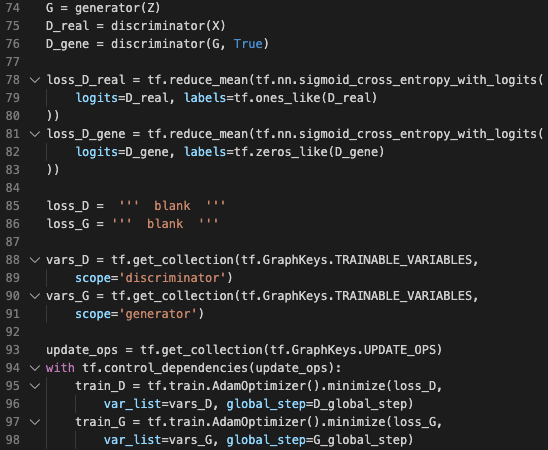 74 G = generator(Z)
75 D_real = discriminator(X)
76 D_gene = discriminator(G, True)
77
78 loss_D_real = tf.reduce_mean(tf.nn.sigmoid_cross_entropy_with_logits(
79     logits=D_real, labels=tf.ones_like(D_real)
80 ))
81 loss_D_gene = tf.reduce_mean(tf.nn.sigmoid_cross_entropy_with_logits(
82     logits=D_gene, labels=tf.zeros_like(D_gene)
83 ))
84
85 loss_D =  '''  blank  '''
86 loss_G = '''  blank  '''
87
88 vars_D = tf.get_collection(tf.GraphKeys.TRAINABLE_VARIABLES,
89     scope='discriminator')
90 vars_G = tf.get_collection(tf.GraphKeys.TRAINABLE_VARIABLES,
91     scope='generator')
92
93 update_ops = tf.get_collection(tf.GraphKeys.UPDATE_OPS)
94 with tf.control_dependencies(update_ops):
95     train_D = tf.train.AdamOptimizer().minimize(loss_D,
96         var_list=vars_D, global_step=D_global_step)
97     train_G = tf.train.AdamOptimizer().minimize(loss_G,
98         var_list=vars_G, global_step=G_global_step)